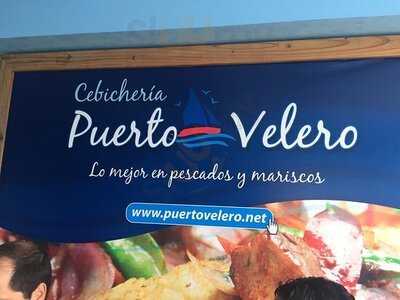 Cebichería
Puerto Velero
Lo mejor en pescados y mariscos
www.puertovelero.net